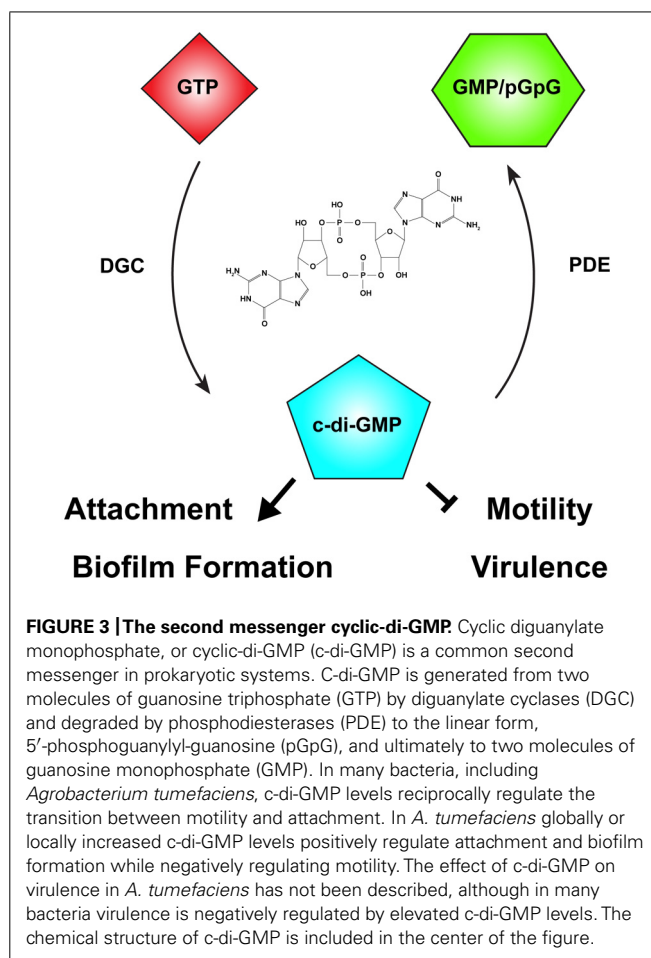 GTP
GMP/pGpG
DGC
PDE
O
N
NH
N
N
NH₂
HO
O
P
O
O
HO
O
O
O
P
O
O
OH
OH
H₂N
N
N
HN
N
O
c-di-GMP
Attachment
Motility
Biofilm Formation
Virulence
FIGURE 3 | The second messenger cyclic-di-GMP. Cyclic diguanylate
monophosphate, or cyclic-di-GMP (c-di-GMP) is a common second
messenger in prokaryotic systems. C-di-GMP is generated from two
molecules of guanosine triphosphate (GTP) by diguanylate cyclases (DGC)
and degraded by phosphodiesterases (PDE) to the linear form,
5′-phosphoguanylyl-guanosine (pGpG), and ultimately to two molecules of
guanosine monophosphate (GMP). In many bacteria, including
Agrobacterium tumefaciens, c-di-GMP levels reciprocally regulate the
transition between motility and attachment. In A. tumefaciens globally or
locally increased c-di-GMP levels positively regulate attachment and biofilm
formation while negatively regulating motility. The effect of c-di-GMP on
virulence in A. tumefaciens has not been described, although in many
bacteria virulence is negatively regulated by elevated c-di-GMP levels. The
chemical structure of c-di-GMP is included in the center of the figure.